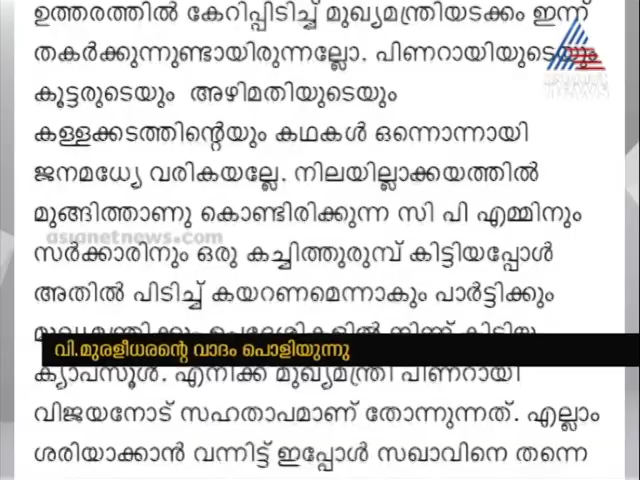 ഉത്തരത്തിൽ കേറിപ്പിടിച്ച് മുഖ്യമന്ത്രിയടക്കം ഇന്ന്
തകർക്കുന്നുണ്ടായിരുന്നല്ലോ. പിണറായിയുടെയും
കൂട്ടരുടെയും അഴിമതിയുടെയും
കള്ളക്കടത്തിന്റെയും കഥകൾ ഒന്നൊന്നായി
ജനമധ്യേ വരികയല്ലേ. നിലയില്ലാക്കയത്തിൽ
മുങ്ങിത്താണു കൊണ്ടിരിക്കുന്ന സി പി എമ്മിനും
asianetnews.com
സർക്കാരിനും ഒരു കച്ചിത്തുരുമ്പ് കിട്ടിയപ്പോൾ
അതിൽ പിടിച്ച് കയറണമെന്നാകും പാർട്ടിക്കും
വി.മുരളീധരന്റെ വാദം പൊളിയുന്നു
ക്യാപ്സൂൾ. എനിക്ക് മുഖ്യമന്ത്രി പിണറായി
വിജയനോട് സഹതാപമാണ് തോന്നുന്നത്. എല്ലാം
ശരിയാക്കാൻ വന്നിട്ട് ഇപ്പോൾ സഖാവിനെ തന്നെ